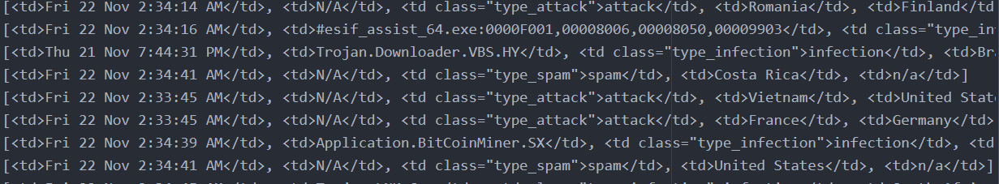 [<td>Fri 22 Nov 2:34:14 AM</td>, <td>N/A</td>, <td class="type_attack">attack</td>, <td>Romania</td>, <td>Finland</td
[<td>Fri 22 Nov 2:34:16 AM</td>, <td>#esif_assist_64.exe:0000F001,00008006,00008050,00009903</td>, <td class="type_in
[<td>Thu 21 Nov 7:44:31 PM</td>, <td>Trojan.Downloader.VBS.HY</td>, <td class="type_infection">infection</td>, <td>Br
[<td>Fri 22 Nov 2:34:41 AM</td>, <td>N/A</td>, <td class="type_spam">spam</td>, <td>Costa Rica</td>, <td>n/a</td>]
[<td>Fri 22 Nov 2:33:45 AM</td>, <td>N/A</td>, <td class="type_attack">attack</td>, <td>Vietnam</td>, <td>United Stat
[<td>Fri 22 Nov 2:33:45 AM</td>, <td>N/A</td>, <td class="type_attack">attack</td>, <td>France</td>, <td>Germany</td>
[<td>Fri 22 Nov 2:34:39 AM</td>, <td>Application.BitCoinMiner.SX</td>, <td class="type_infection">infection</td>, <td
[<td>Fri 22 Nov 2:34:41 AM</td>, <td>N/A</td>, <td class="type_spam">spam</td>, <td>United States</td>, <td>n/a</td>]